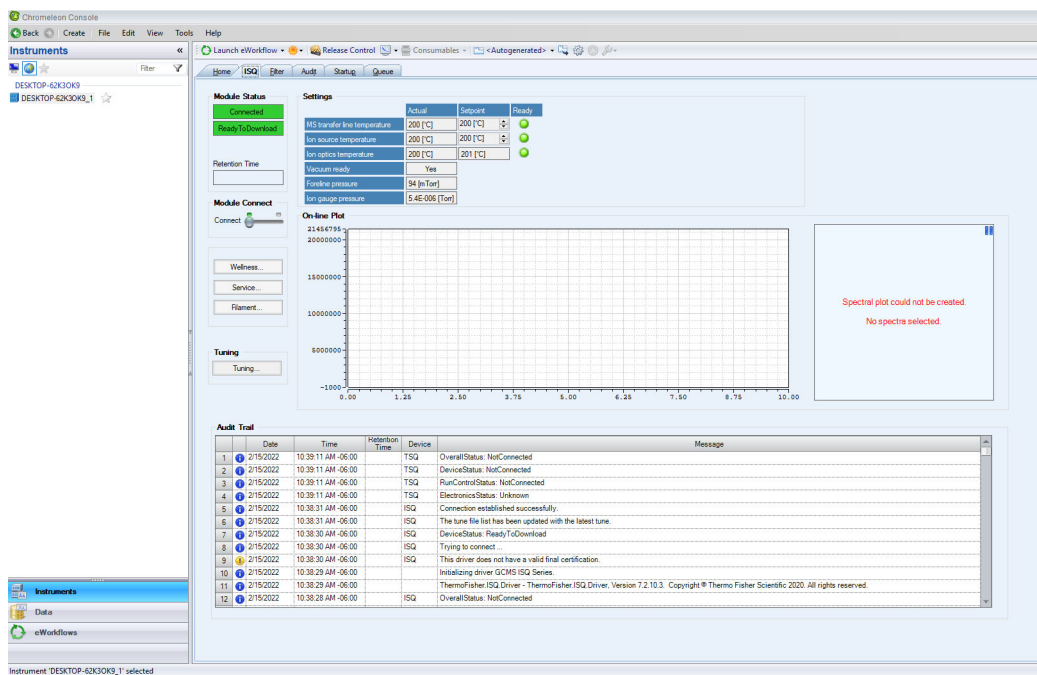 Chromeleon Console
Back Create File Edit View Tools Help
Instruments «
Launch eWorkflow Release Control Consumables <Autogenerated>
Filter
Home ISQ Filter Audit Startup Queue
DESKTOP-62K3OK9
DESKTOP-62K3OK9_1
Module Status
Connected
ReadyToDownload
Retention Time
Module Connect
Connect
Wellness...
Service...
Filament...
Tuning
Tuning...
Settings
Actual Setpoint Ready
MS transfer line temperature 200 [°C] 200 [°C]
Ion source temperature 200 [°C] 200 [°C]
Ion optics temperature 200 [°C] 201 [°C]
Vacuum ready Yes
Foreline pressure 94 [mTorr]
Ion gauge pressure 5.4E-006 [Torr]
On-line Plot
21456795
20000000
15000000
10000000
5000000
-1000
0.00 1.25 2.50 3.75 5.00 6.25 7.50 8.75 10.00
Spectral plot could not be created.
No spectra selected.
Audit Trail
Date Time Retention Time Device Message
1 2/15/2022 10:39:11 AM -06:00 TSQ OverallStatus: NotConnected
2 2/15/2022 10:39:11 AM -06:00 TSQ DeviceStatus: NotConnected
3 2/15/2022 10:39:11 AM -06:00 TSQ RunControlStatus: NotConnected
4 2/15/2022 10:39:11 AM -06:00 TSQ ElectronicsStatus: Unknown
5 2/15/2022 10:38:31 AM -06:00 ISQ Connection established successfully.
6 2/15/2022 10:38:31 AM -06:00 ISQ The tune file list has been updated with the latest tune.
7 2/15/2022 10:38:30 AM -06:00 ISQ DeviceStatus: ReadyToDownload
8 2/15/2022 10:38:30 AM -06:00 ISQ Trying to connect ...
9 2/15/2022 10:38:30 AM -06:00 ISQ This driver does not have a valid final certification.
10 2/15/2022 10:38:29 AM -06:00 Initializing driver GCMS ISQ Series.
11 2/15/2022 10:38:29 AM -06:00 ThermoFisher.ISQ.Driver - ThermoFisher.ISQ.Driver, Version 7.2.10.3. Copyright ® Thermo Fisher Scientific 2020. All rights reserved.
12 2/15/2022 10:38:28 AM -06:00 ISQ OverallStatus: NotConnected
Instruments
Data
eWorkflows
Instrument 'DESKTOP-62K3OK9_1' selected